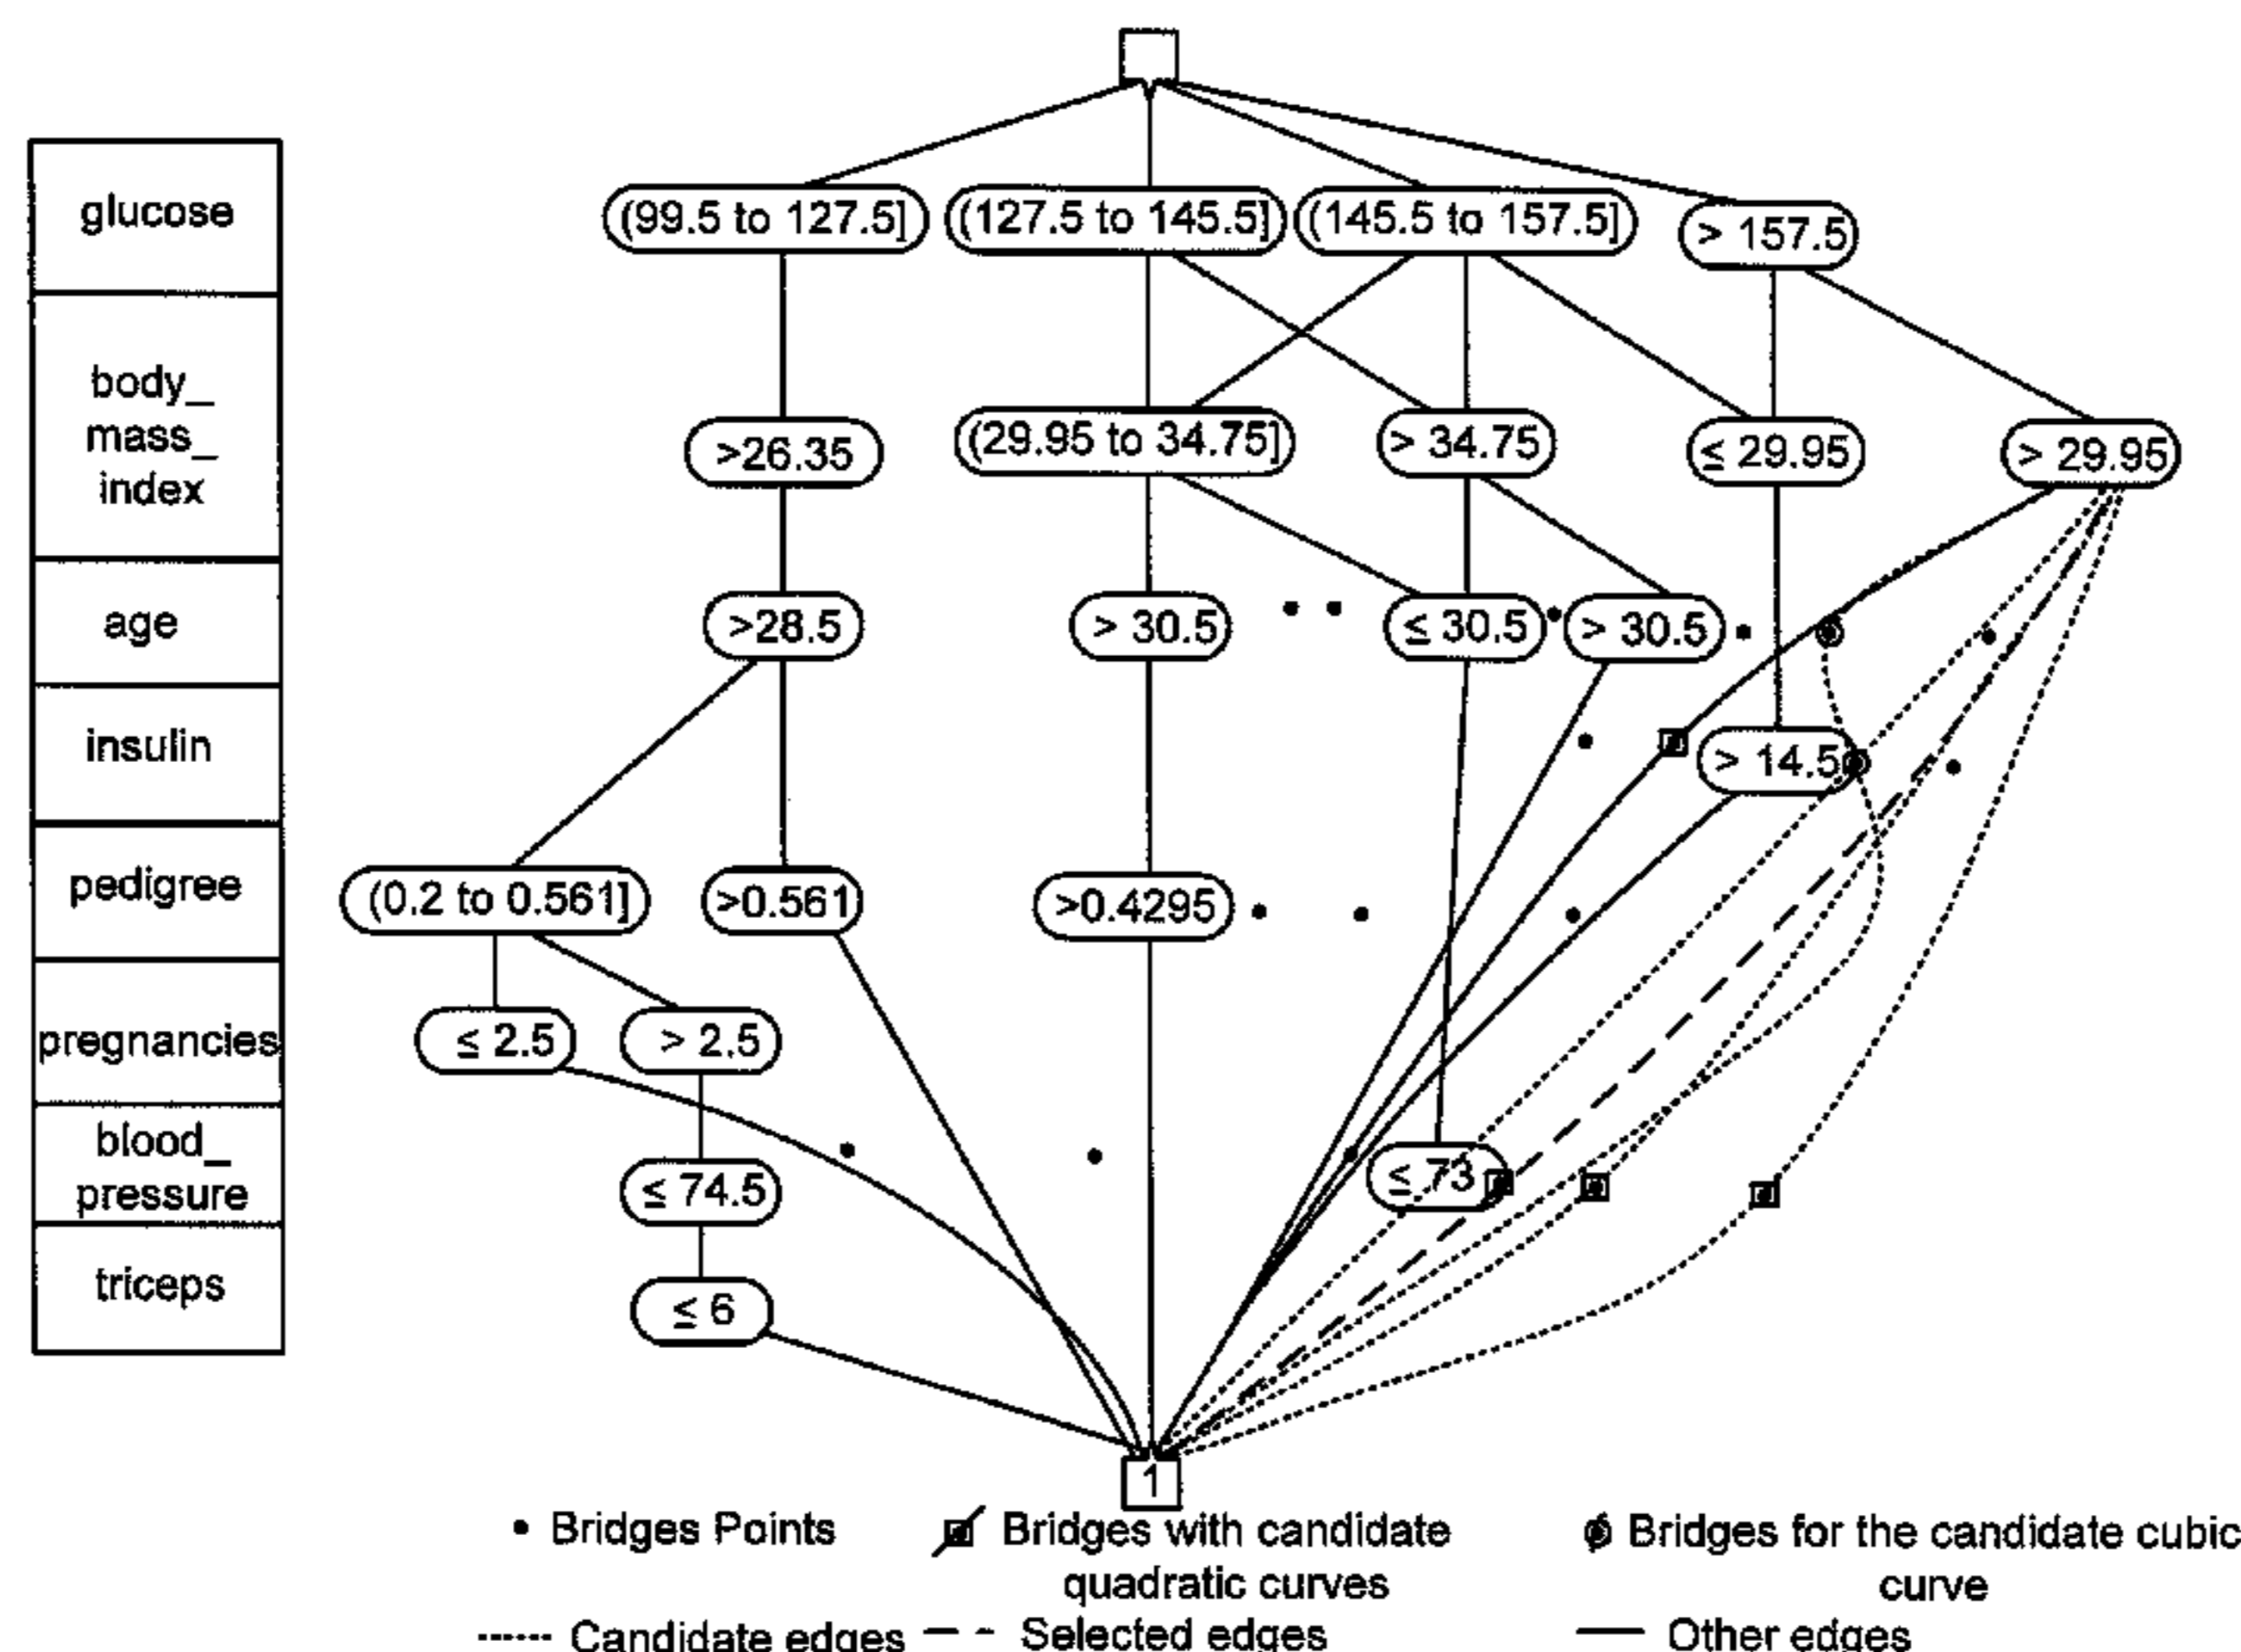 glucose
(99.5 to 127.5]
(127.5 to 145.5]
(145.5 to 157.5]
> 157.5
body_
mass_
index
>26.35
(29.95 to 34.75]
> 34.75
≤ 29.95
> 29.95
age
>28.5
> 30.5
≤ 30.5
> 30.5
insulin
> 14.5
pedigree
(0.2 to 0.561]
>0.561
>0.4295
pregnancies
≤ 2.5
> 2.5
blood_
pressure
≤ 74.5
≤ 73
triceps
≤ 6
1
Bridges Points
Bridges with candidate
quadratic curves
Bridges for the candidate cubic
curve
Candidate edges
Selected edges
Other edges